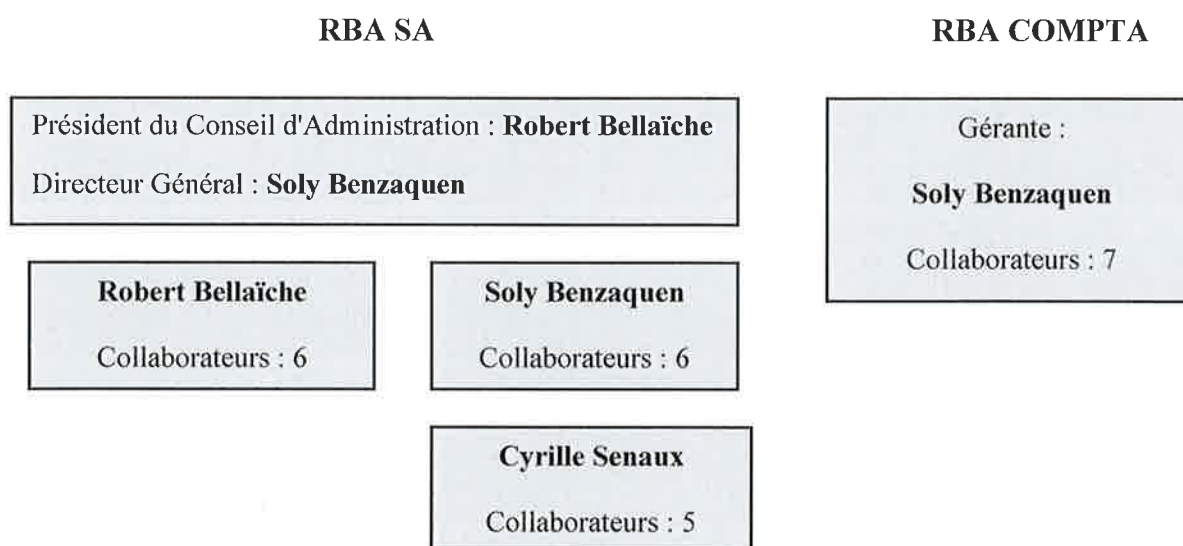 RBA SA
RBA COMPTA
Président du Conseil d'Administration : Robert Bellaïche
Directeur Général : Soly Benzaquen
Gérante :
Soly Benzaquen
Collaborateurs : 7
Robert Bellaïche
Collaborateurs : 6
Soly Benzaquen
Collaborateurs : 6
Cyrille Senaux
Collaborateurs : 5